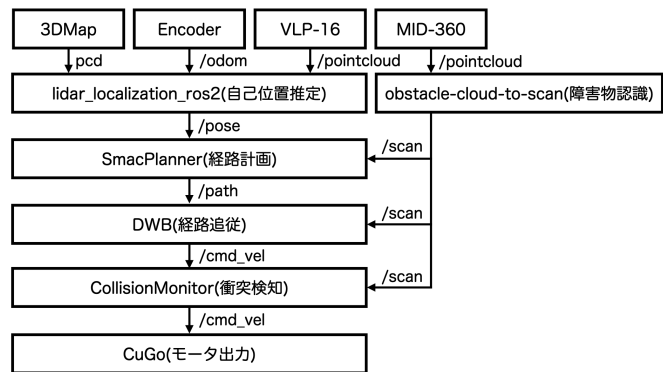 3DMap
Encoder
VLP-16
MID-360
pcd
/odom
/pointcloud
/pointcloud
lidar_localization_ros2(自己位置推定)
obstacle-cloud-to-scan(障害物認識)
/pose
/scan
SmacPlanner(経路計画)
/path
/scan
DWB(経路追従)
/cmd_vel
/scan
CollisionMonitor(衝突検知)
/cmd_vel
CuGo(モータ出力)